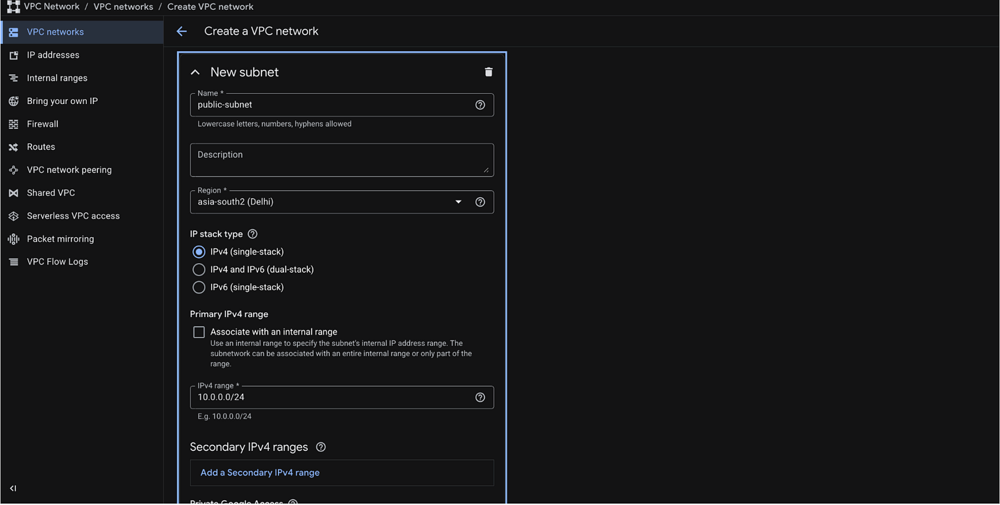 VPC Network / VPC networks / Create VPC network
VPC networks
IP addresses
Internal ranges
Bring your own IP
Firewall
Routes
VPC network peering
Shared VPC
Serverless VPC access
Packet mirroring
VPC Flow Logs
Create a VPC network
New subnet
Name *
public-subnet
Lowercase letters, numbers, hyphens allowed
Description
Region *
asia-south2 (Delhi)
IP stack type
IPv4 (single-stack)
IPv4 and IPv6 (dual-stack)
IPv6 (single-stack)
Primary IPv4 range
Associate with an internal range
Use an internal range to specify the subnet's internal IP address range. The
subnetwork can be associated with an entire internal range or only part of the
range.
IPv4 range *
10.0.0.0/24
E.g. 10.0.0.0/24
Secondary IPv4 ranges
Add a Secondary IPv4 range
Private Google Access